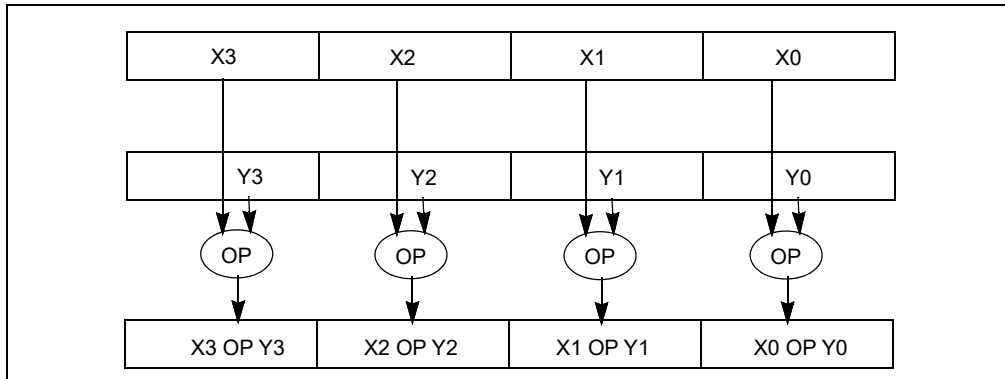 X3 X2 X1 X0
Y3 Y2 Y1 Y0
OP OP OP OP
X3 OP Y3 X2 OP Y2 X1 OP Y1 X0 OP Y0